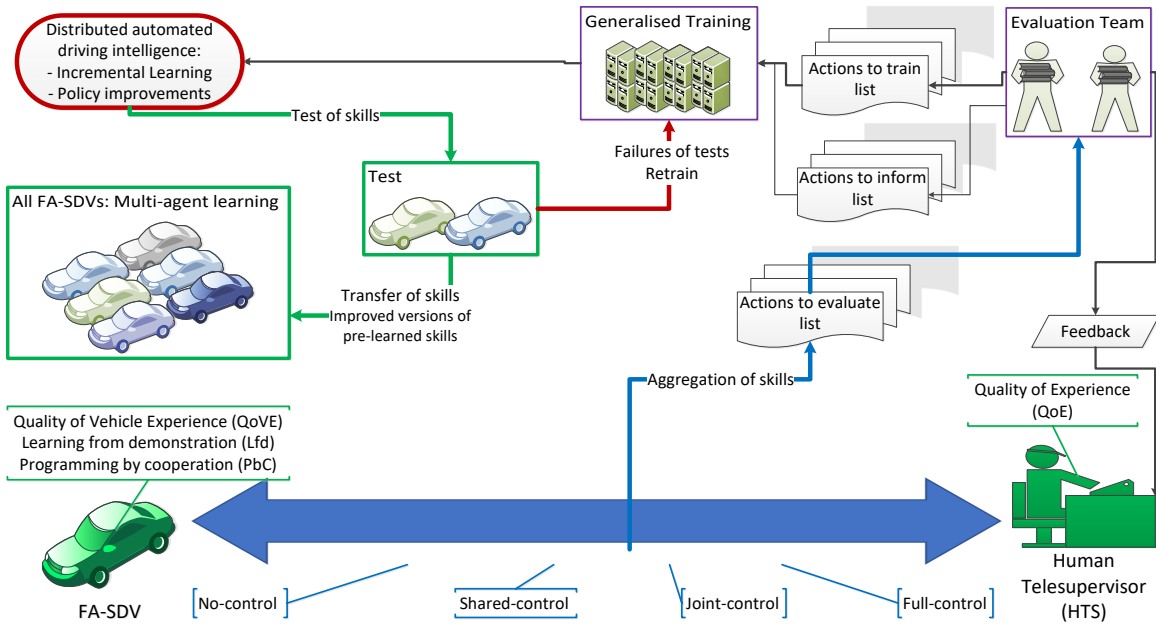 Distributed automated
driving intelligence:
- Incremental Learning
- Policy improvements
Generalised Training
Evaluation Team
Actions to train
list
Test of skills
Failures of tests
Retrain
Actions to inform
list
Test
All FA-SDVs: Multi-agent learning
Transfer of skills
Improved versions of
pre-learned skills
Actions to evaluate
list
Feedback
Aggregation of skills
Quality of Experience
(QoE)
Quality of Vehicle Experience (QoVE)
Learning from demonstration (Lfd)
Programming by cooperation (PbC)
FA-SDV
[No-control]
[Shared-control]
[Joint-control]
[Full-control]
Human
Telesupervisor
(HTS)